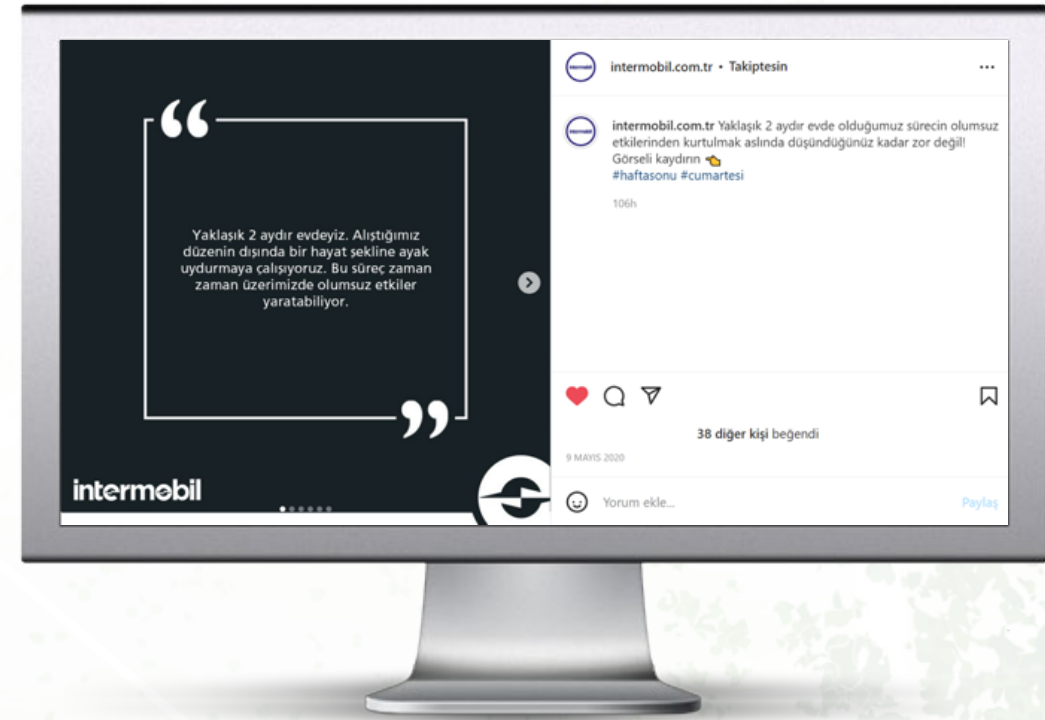 Yaklaşık 2 aydır evdeyiz. Alıştığımız
düzenin dışında bir hayat şekline ayak
uydurmaya çalışıyoruz. Bu süreç zaman
zaman üzerimizde olumsuz etkiler
yaratabiliyor.
intermobil
intermobil.com.tr • Takiptesin
intermobil.com.tr Yaklaşık 2 aydır evde olduğumuz sürecin olumsuz
etkilerinden kurtulmak aslında düşündüğünüz kadar zor değil!
Görseli kaydırın 👈
#haftasonu #cumartesi
106h
38 diğer kişi beğendi
9 MAYIS 2020
Yorum ekle...
Paylaş